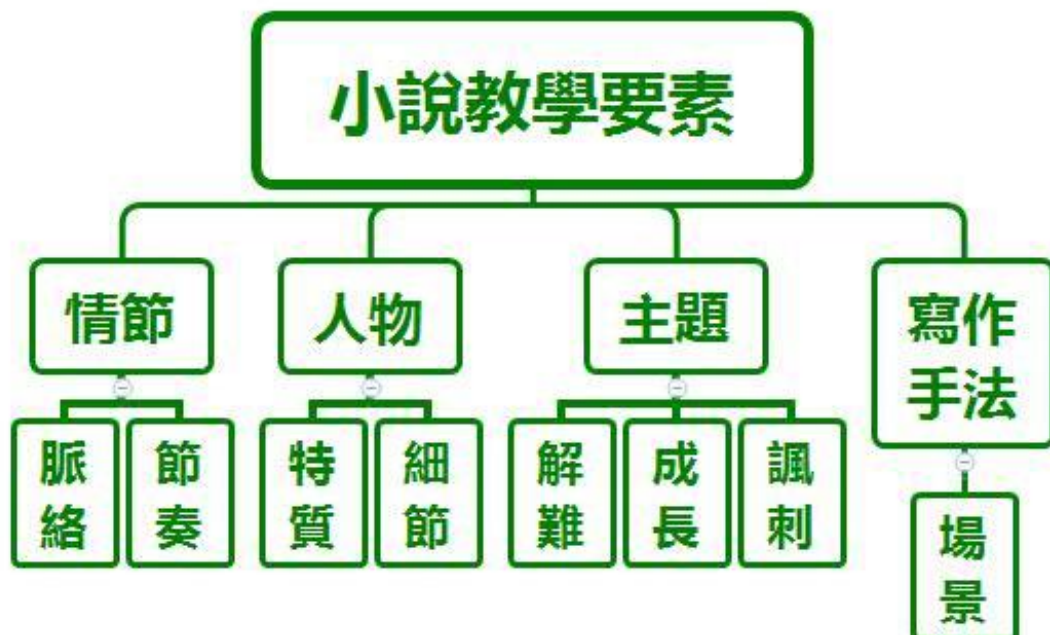 小說教學要素
情節
人物
主題
寫作
手法
脈
絡
節
奏
特
質
細
節
解
難
成
長
諷
刺
場
景